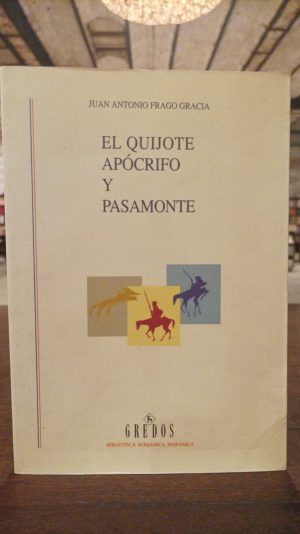 JUAN ANTONIO FRAGO GRACIA
EL QUIJOTE
APÓCRIFO
Y
PASAMONTE
GREDOS
BIBLIOTECA ROMÁNICA HISPÁNICA